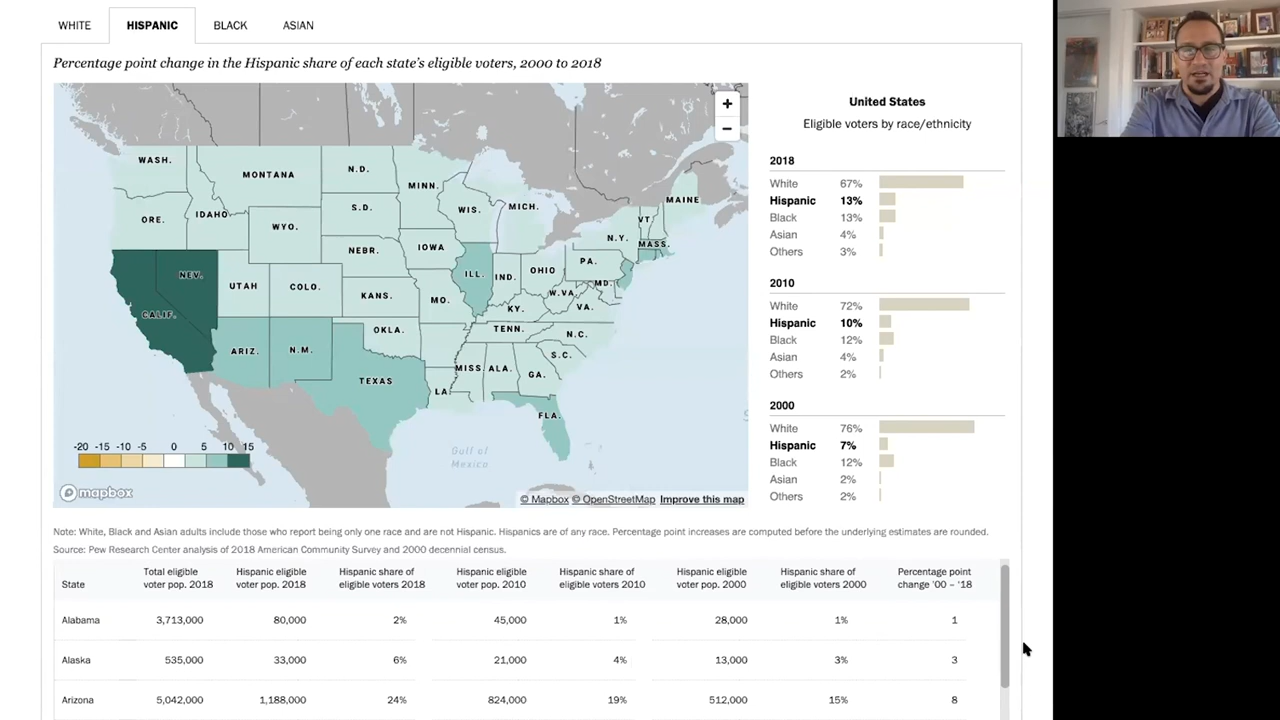 WHITE HISPANIC BLACK ASIAN
Percentage point change in the Hispanic share of each state's eligible voters, 2000 to 2018
+
−
WASH.
MONTANA
N.D.
MINN.
MAINE
ORE.
IDAHO
S.D.
WIS.
MICH.
VT.
WYO.
N.Y.
MASS.
NEBR.
IOWA
PA.
NEV.
UTAH
COLO.
ILL.
IND.
OHIO
MD.
KANS.
MO.
W.VA.
VA.
CALIF.
KY.
OKLA.
TENN.
N.C.
ARIZ.
N.M.
S.C.
MISS.
ALA.
GA.
TEXAS
LA.
FLA.
Gulf of
Mexico
-20 -15 -10 -5 0 5 10 15
mapbox
© Mapbox © OpenStreetMap Improve this map
United States
Eligible voters by race/ethnicity
2018
White 67%
Hispanic 13%
Black 13%
Asian 4%
Others 3%
2010
White 72%
Hispanic 10%
Black 12%
Asian 4%
Others 2%
2000
White 76%
Hispanic 7%
Black 12%
Asian 2%
Others 2%
Note: White, Black and Asian adults include those who report being only one race and are not Hispanic. Hispanics are of any race. Percentage point increases are computed before the underlying estimates are rounded.
Source: Pew Research Center analysis of 2018 American Community Survey and 2000 decennial census.
State Total eligible voter pop. 2018 Hispanic eligible voter pop. 2018 Hispanic share of eligible voters 2018 Hispanic eligible voter pop. 2010 Hispanic share of eligible voters 2010 Hispanic eligible voter pop. 2000 Hispanic share of eligible voters 2000 Percentage point change '00 – '18
Alabama 3,713,000 80,000 2% 45,000 1% 28,000 1% 1
Alaska 535,000 33,000 6% 21,000 4% 13,000 3% 3
Arizona 5,042,000 1,188,000 24% 824,000 19% 512,000 15% 8